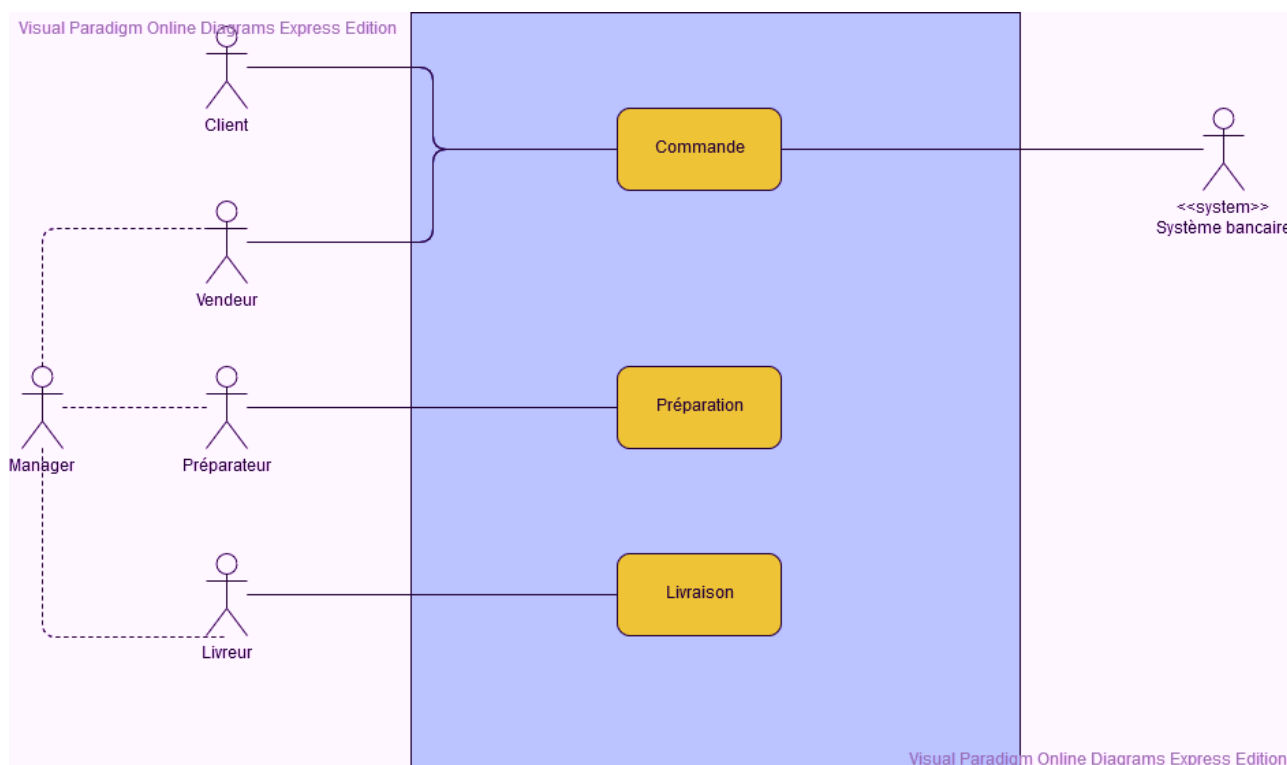 Visual Paradigm Online Diagrams Express Edition
Client
Commande
<<system>>
Système bancaire
Vendeur
Préparation
Manager
Préparateur
Livraison
Livreur
Visual Paradigm Online Diagrams Express Edition